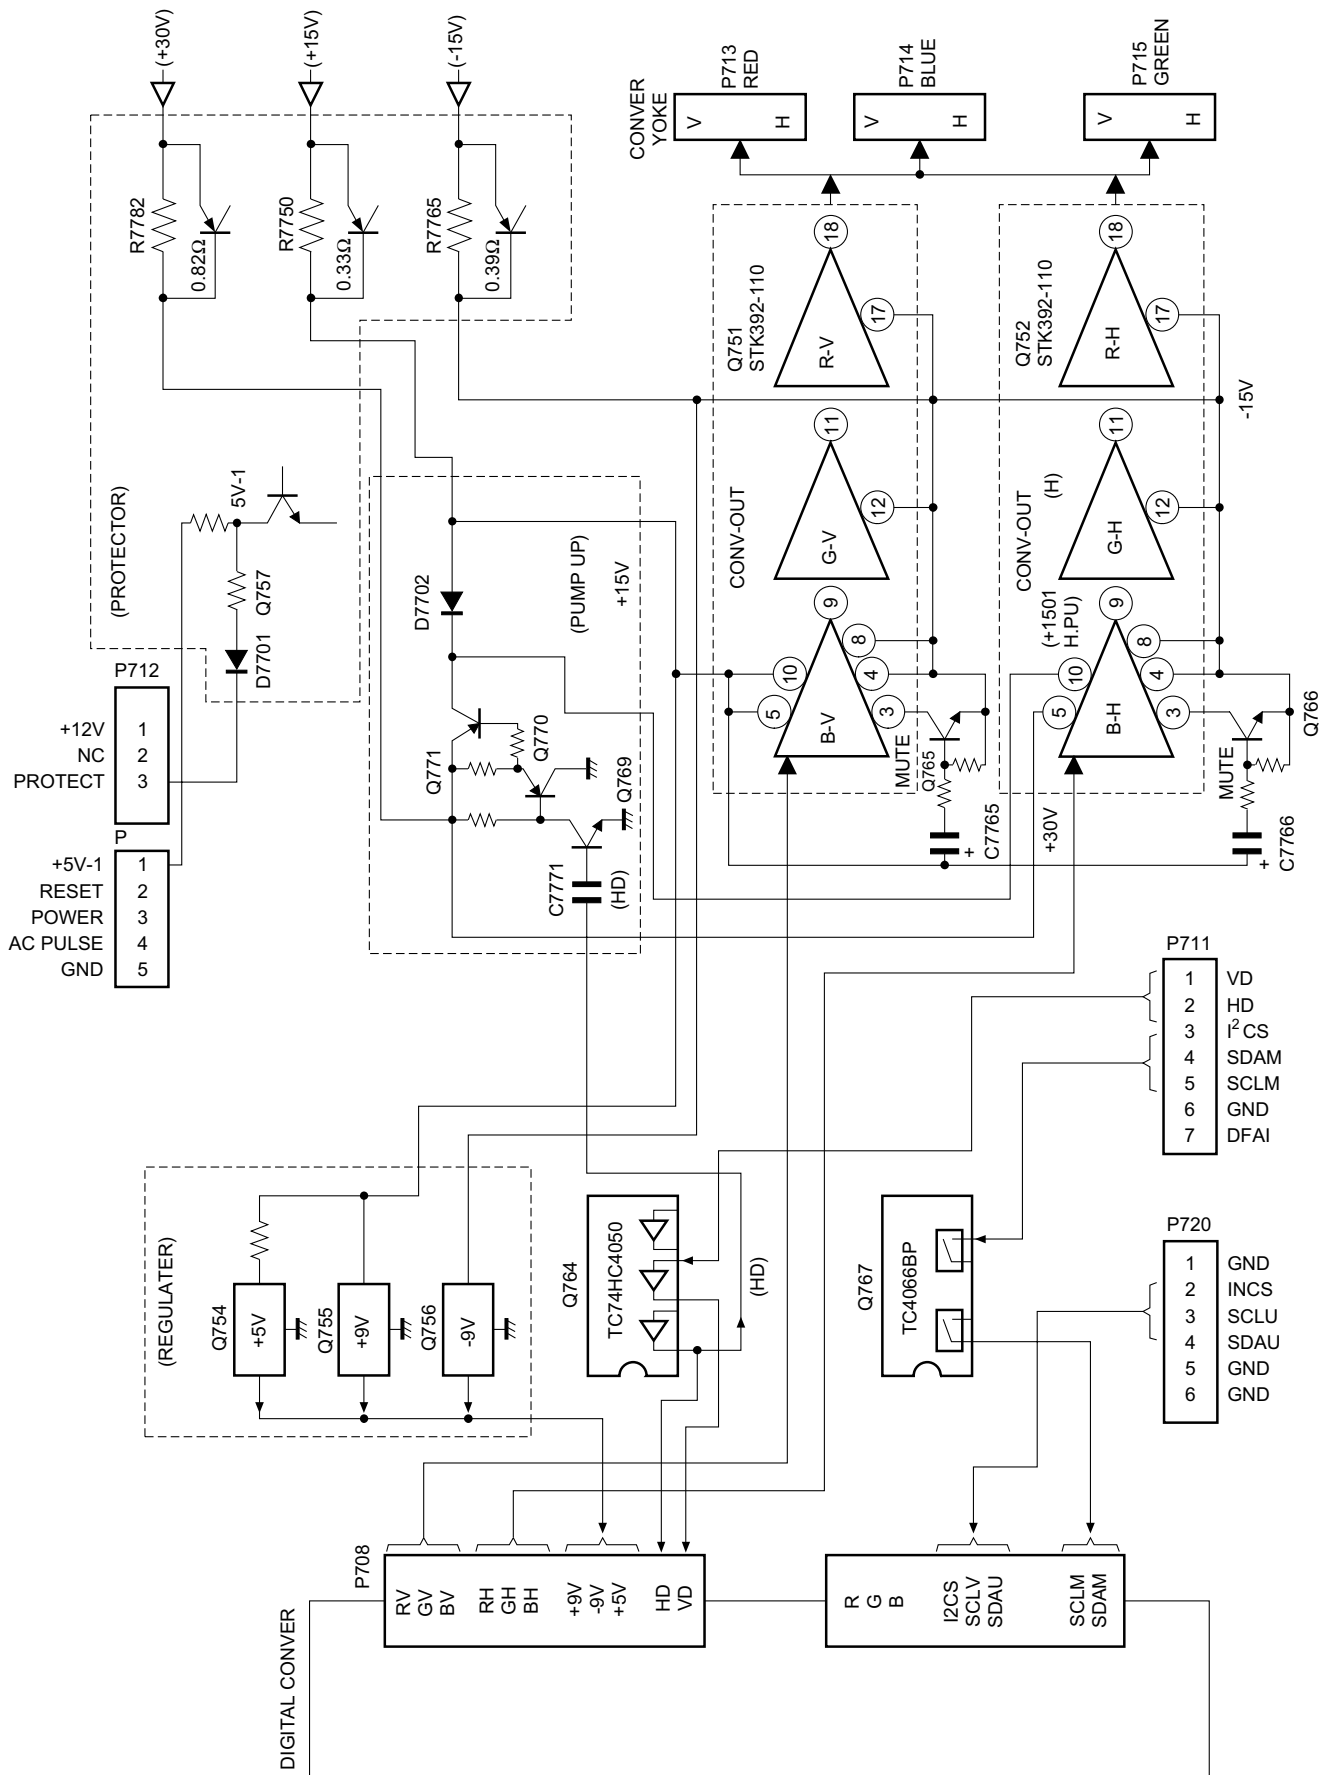 (+30V)
(+15V)
(-15V)
R7782
0.82Ω
R7750
0.33Ω
R7765
0.39Ω
(PROTECTOR)
5V-1
Q757
D7701
P712
+12V 1
NC 2
PROTECT 3
P
+5V-1 1
RESET 2
POWER 3
AC PULSE 4
GND 5
CONVER
YOKE
P713
RED
V H
P714
BLUE
V H
P715
GREEN
V H
Q751
STK392-110
R-V
18
17
CONV-OUT
G-V
11
12
B-V
9
8
10
4
5
3
MUTE
Q765
C7765
+
Q752
STK392-110
R-H
18
17
-15V
CONV-OUT
(H)
G-H
11
12
(+1501
H.PU)
B-H
9
8
10
4
5
3
MUTE
Q766
C7766
+
+30V
D7702
(PUMP UP)
+15V
Q771
Q770
Q769
C7771
(HD)
P711
1 VD
2 HD
3 I²CS
4 SDAM
5 SCLM
6 GND
7 DFAI
P720
1 GND
2 INCS
3 SCLU
4 SDAU
5 GND
6 GND
(REGULATER)
Q754
+5V
Q755
+9V
Q756
-9V
Q764
TC74HC4050
(HD)
Q767
TC4066BP
DIGITAL CONVER
P708
RV
GV
BV
RH
GH
BH
+9V
-9V
+5V
HD
VD
R
G
B
I2CS
SCLV
SDAU
SCLM
SDAM